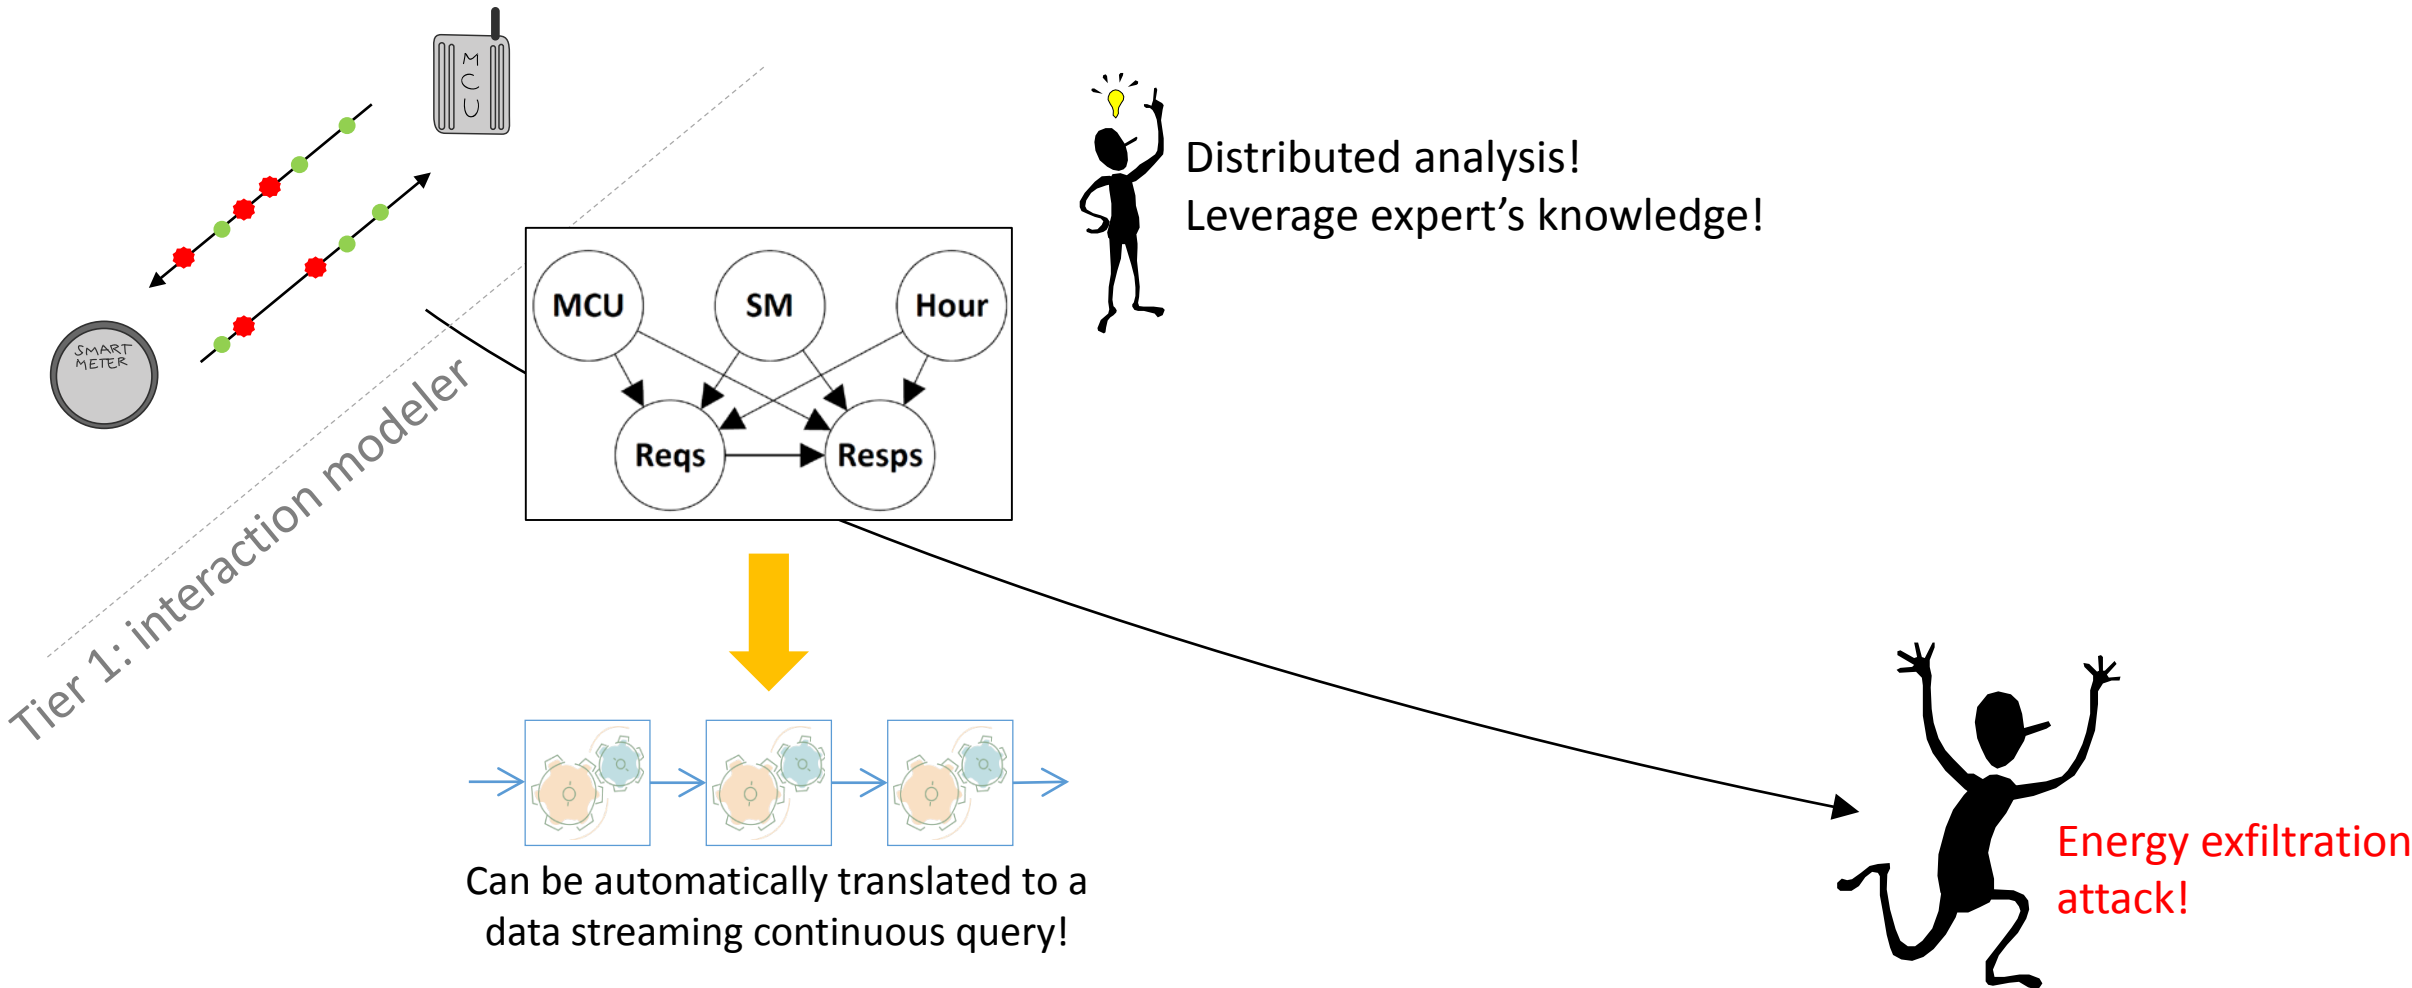 MCU
Distributed analysis!
Leverage expert's knowledge!
SMART
METER
Tier 1: interaction modeler
MCU
SM
Hour
Reqs
Resps
Can be automatically translated to a
data streaming continuous query!
Energy exfiltration
attack!